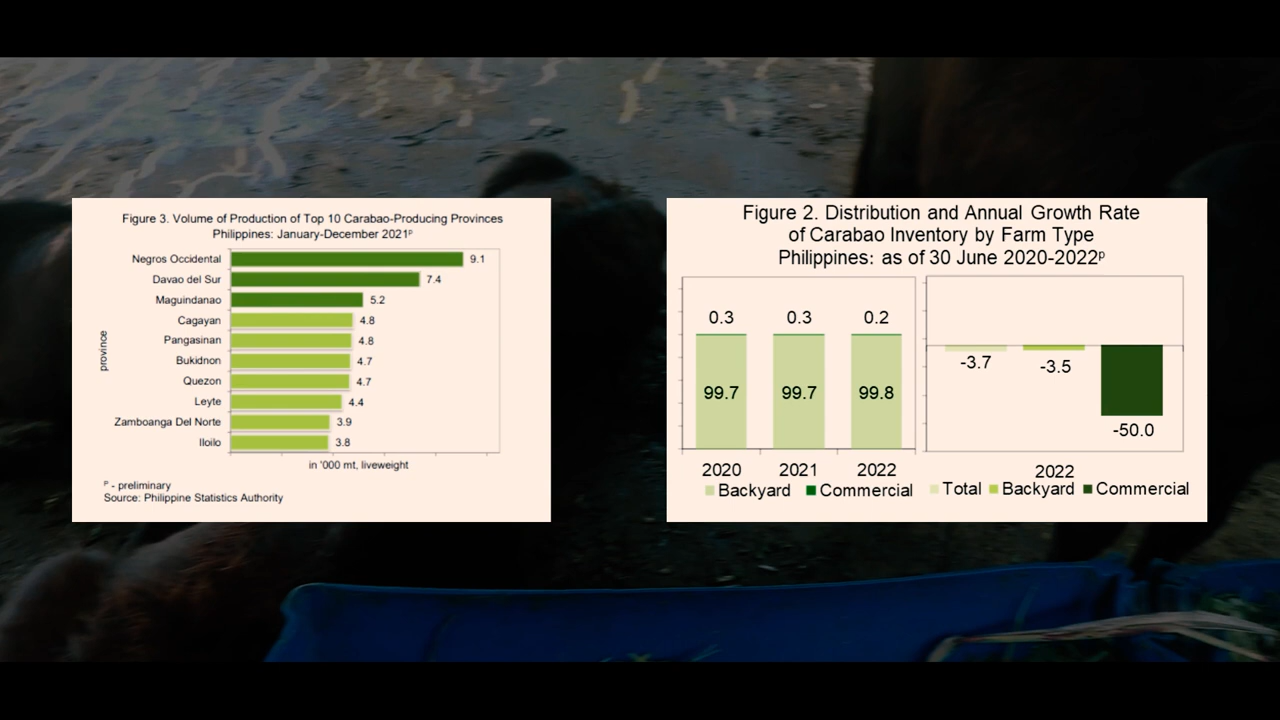 Figure 3. Volume of Production of Top 10 Carabao-Producing Provinces
Philippines: January-December 2021ᵖ
province
Negros Occidental 9.1
Davao del Sur 7.4
Maguindanao 5.2
Cagayan 4.8
Pangasinan 4.8
Bukidnon 4.7
Quezon 4.7
Leyte 4.4
Zamboanga Del Norte 3.9
Iloilo 3.8
in '000 mt, liveweight
ᵖ - preliminary
Source: Philippine Statistics Authority
Figure 2. Distribution and Annual Growth Rate
of Carabao Inventory by Farm Type
Philippines: as of 30 June 2020-2022ᵖ
0.3 0.3 0.2
99.7 99.7 99.8
2020 2021 2022
Backyard Commercial
-3.7 -3.5 -50.0
2022
Total Backyard Commercial